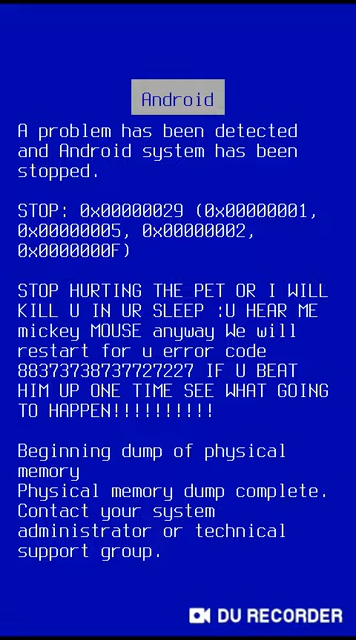 Android
A problem has been detected
and Android system has been
stopped.
STOP: 0x00000029 (0x00000001,
0x00000005, 0x00000002,
0x0000000F)
STOP HURTING THE PET OR I WILL
KILL U IN UR SLEEP :U HEAR ME
mickey MOUSE anyway We will
restart for u error code
88373738737727227 IF U BEAT
HIM UP ONE TIME SEE WHAT GOING
TO HAPPEN!!!!!!!!!!
Beginning dump of physical
memory
Physical memory dump complete.
Contact your system
administrator or technical
support group.
DU RECORDER